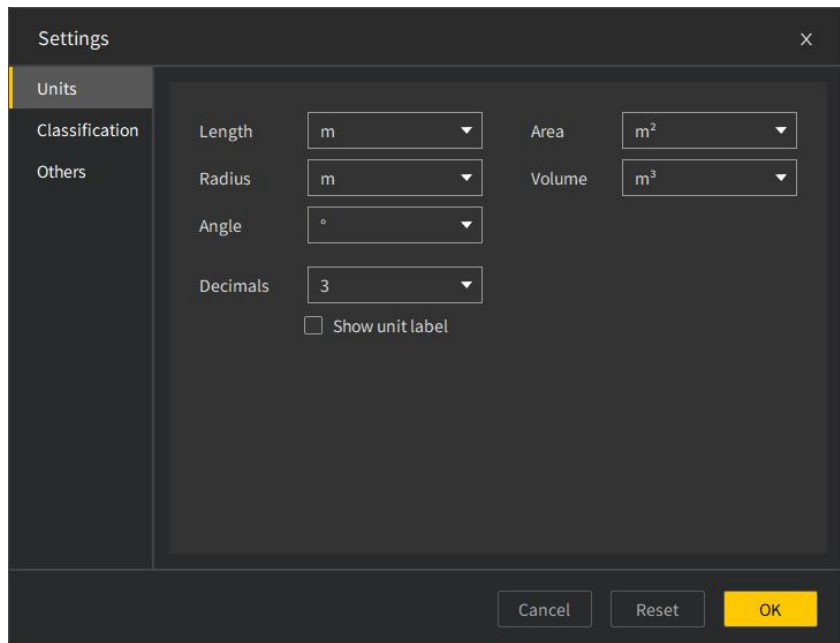 Settings X
Units
Classification
Others
Length m Area m²
Radius m Volume m³
Angle °
Decimals 3
Show unit label
Cancel Reset OK